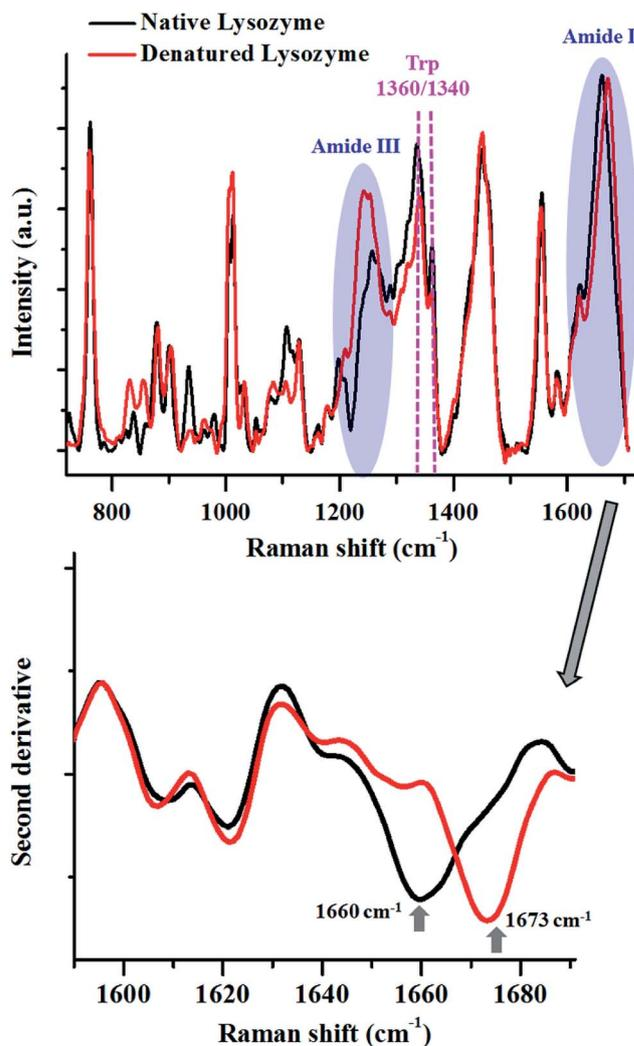 Native Lysozyme
Denatured Lysozyme
Amide I
Trp
1360/1340
Amide III
Intensity (a.u.)
800 1000 1200 1400 1600
Raman shift (cm⁻¹)
Second derivative
1660 cm⁻¹
1673 cm⁻¹
1600 1620 1640 1660 1680
Raman shift (cm⁻¹)